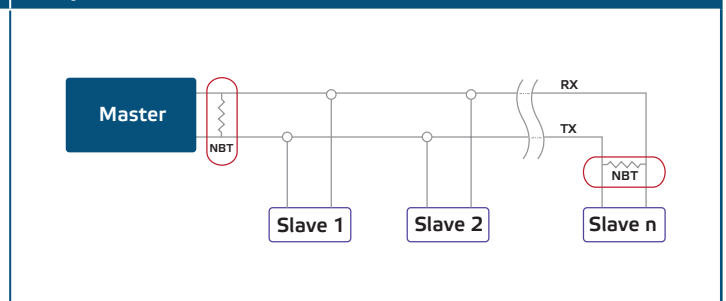 RX
Master
TX
NBT
NBT
Slave 1
Slave 2
Slave n